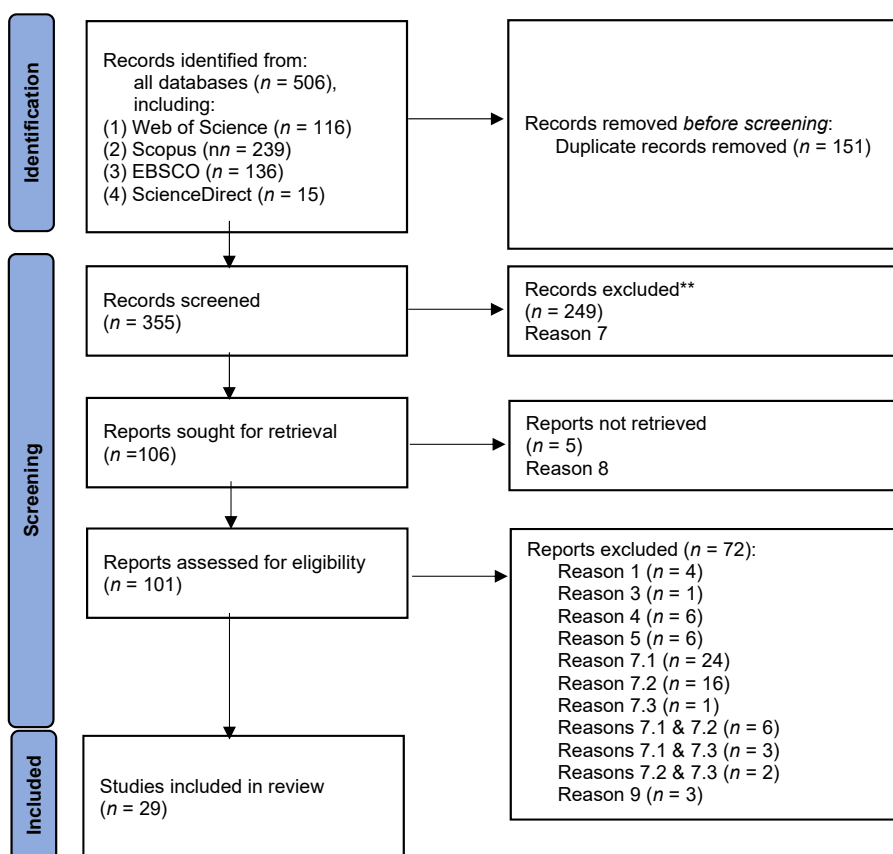 Identification
Records identified from:
all databases (n = 506),
including:
(1) Web of Science (n = 116)
(2) Scopus (nn = 239)
(3) EBSCO (n = 136)
(4) ScienceDirect (n = 15)
Records removed before screening:
Duplicate records removed (n = 151)
Screening
Records screened
(n = 355)
Records excluded**
(n = 249)
Reason 7
Reports sought for retrieval
(n =106)
Reports not retrieved
(n = 5)
Reason 8
Reports assessed for eligibility
(n = 101)
Reports excluded (n = 72):
Reason 1 (n = 4)
Reason 3 (n = 1)
Reason 4 (n = 6)
Reason 5 (n = 6)
Reason 7.1 (n = 24)
Reason 7.2 (n = 16)
Reason 7.3 (n = 1)
Reasons 7.1 & 7.2 (n = 6)
Reasons 7.1 & 7.3 (n = 3)
Reasons 7.2 & 7.3 (n = 2)
Reason 9 (n = 3)
Included
Studies included in review
(n = 29)